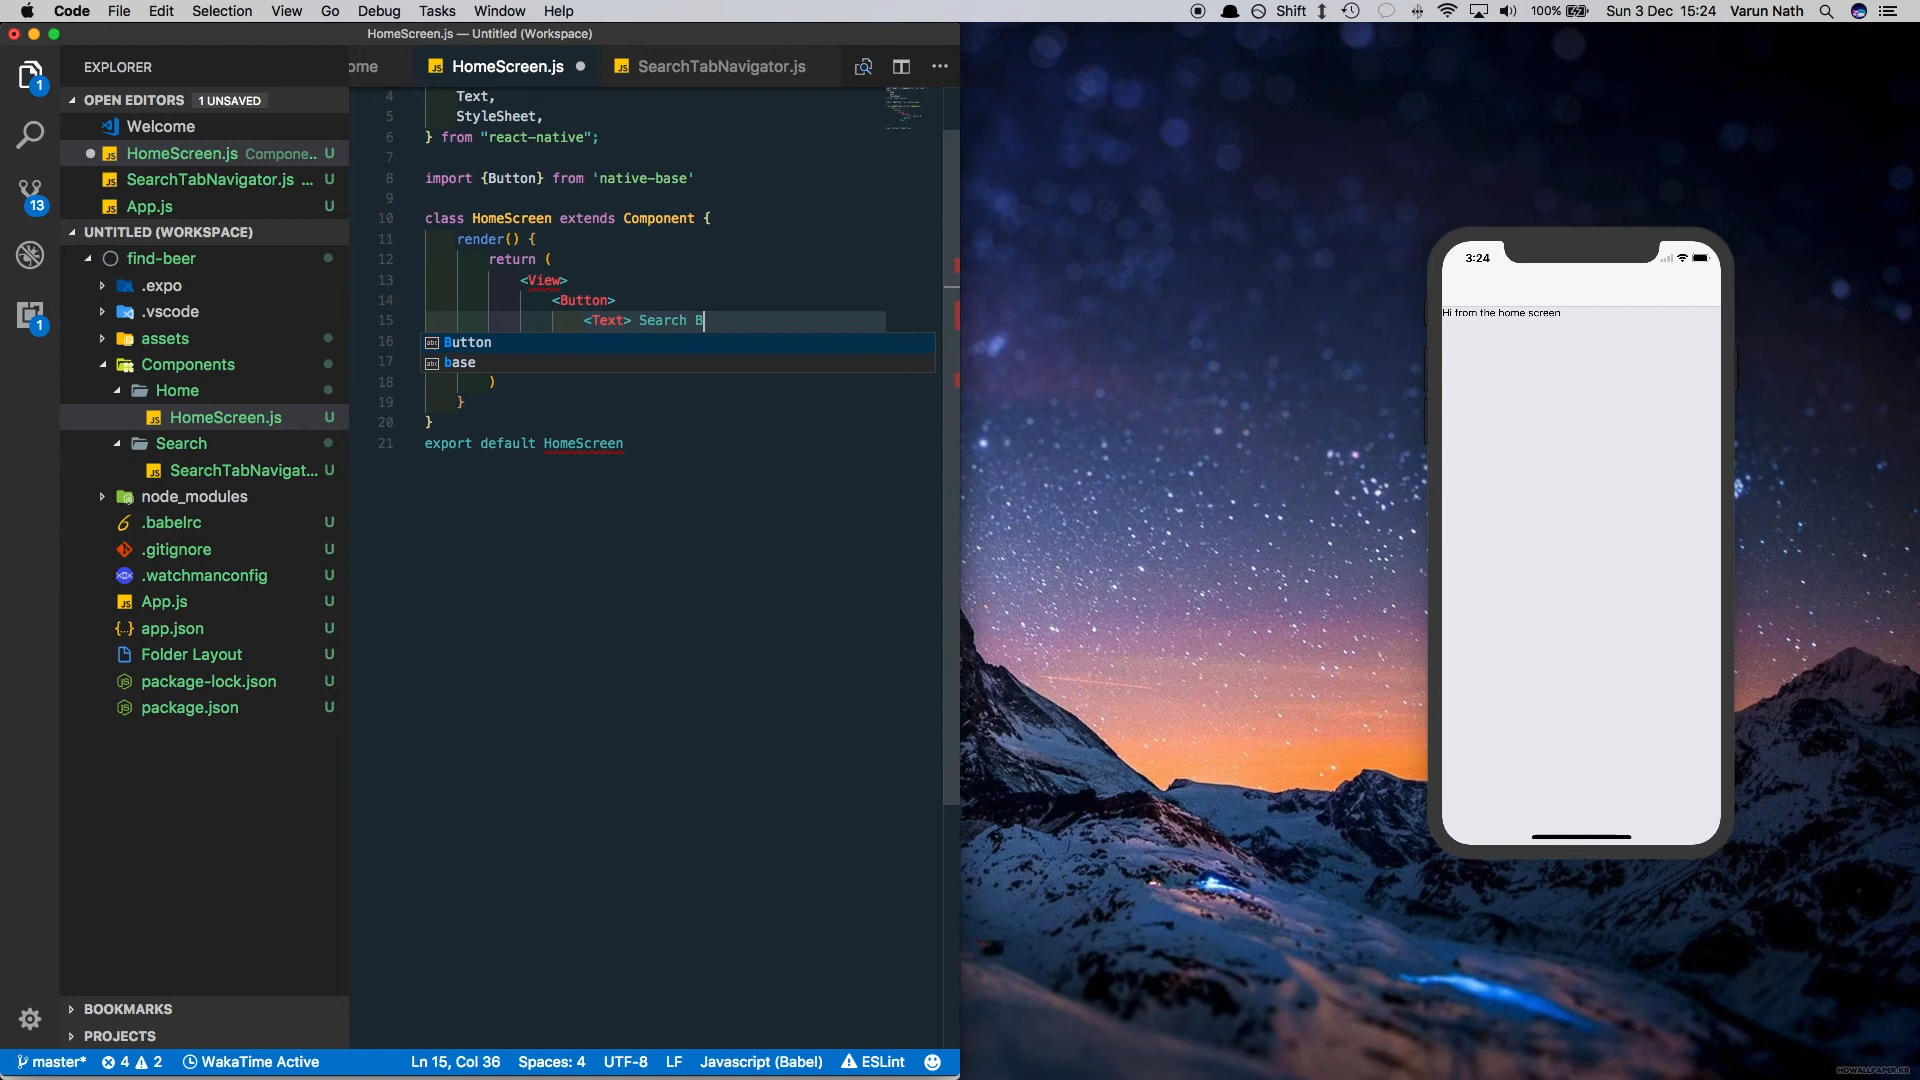 Code File Edit Selection View Go Debug Tasks Window Help Shift 100% Sun 3 Dec 15:24 Varun Nath
HomeScreen.js — Untitled (Workspace)
EXPLORER
OPEN EDITORS 1 UNSAVED
Welcome
HomeScreen.js Compone.. U
SearchTabNavigator.js ... U
App.js U
UNTITLED (WORKSPACE)
find-beer
.expo
.vscode
assets
Components
Home
HomeScreen.js U
Search
SearchTabNavigat... U
node_modules
.babelrc U
.gitignore U
.watchmanconfig U
App.js U
app.json U
Folder Layout U
package-lock.json U
package.json U
BOOKMARKS
PROJECTS
1
13
1
ome HomeScreen.js SearchTabNavigator.js
4 Text,
5 StyleSheet,
6 } from "react-native";
7
8 import {Button} from 'native-base'
9
10 class HomeScreen extends Component {
11 render() {
12 return (
13 <View>
14 <Button>
15 <Text> Search B
16 Button
17 base
18 )
19 }
20 }
21 export default HomeScreen
master* 4 2 WakaTime Active Ln 15, Col 36 Spaces: 4 UTF-8 LF Javascript (Babel) ESLint
3:24
Hi from the home screen
HDWALLPAPER.KR